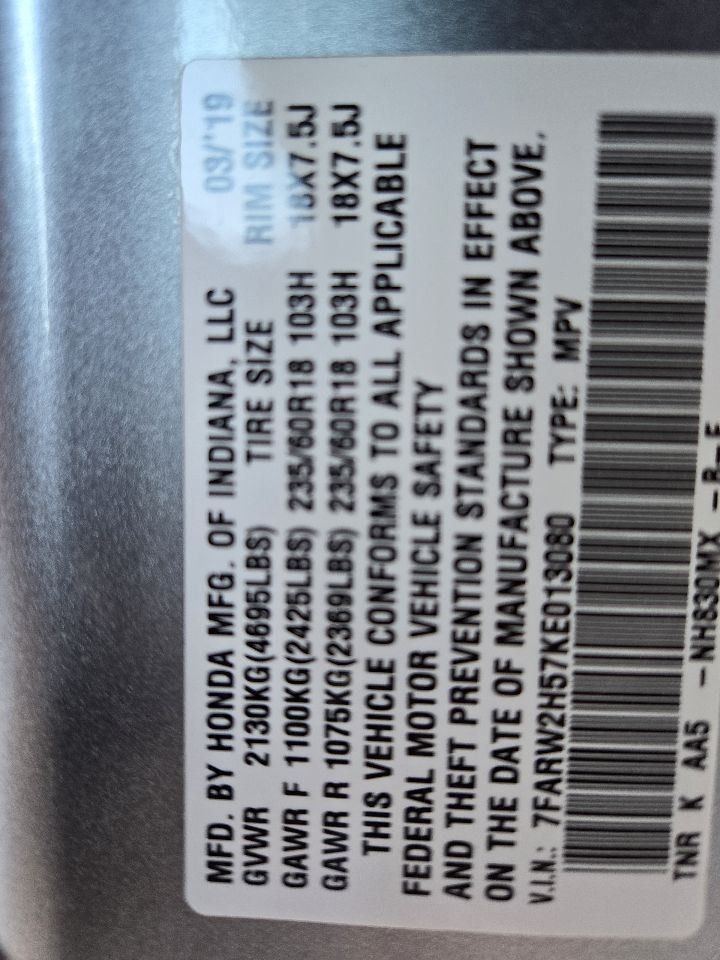 MFD. BY HONDA MFG. OF INDIANA, LLC 03/'19
GVWR 2130KG(4695LBS) TIRE SIZE RIM SIZE
GAWR F 1100KG(2425LBS) 235/60R18 103H 18X7.5J
GAWR R 1075KG(2369LBS) 235/60R18 103H 18X7.5J
THIS VEHICLE CONFORMS TO ALL APPLICABLE
FEDERAL MOTOR VEHICLE SAFETY
AND THEFT PREVENTION STANDARDS IN EFFECT
ON THE DATE OF MANUFACTURE SHOWN ABOVE.
V.I.N.: 7FARW2H57KE013080 TYPE: MPV
TNR K AA5 -NH830MX -B-E